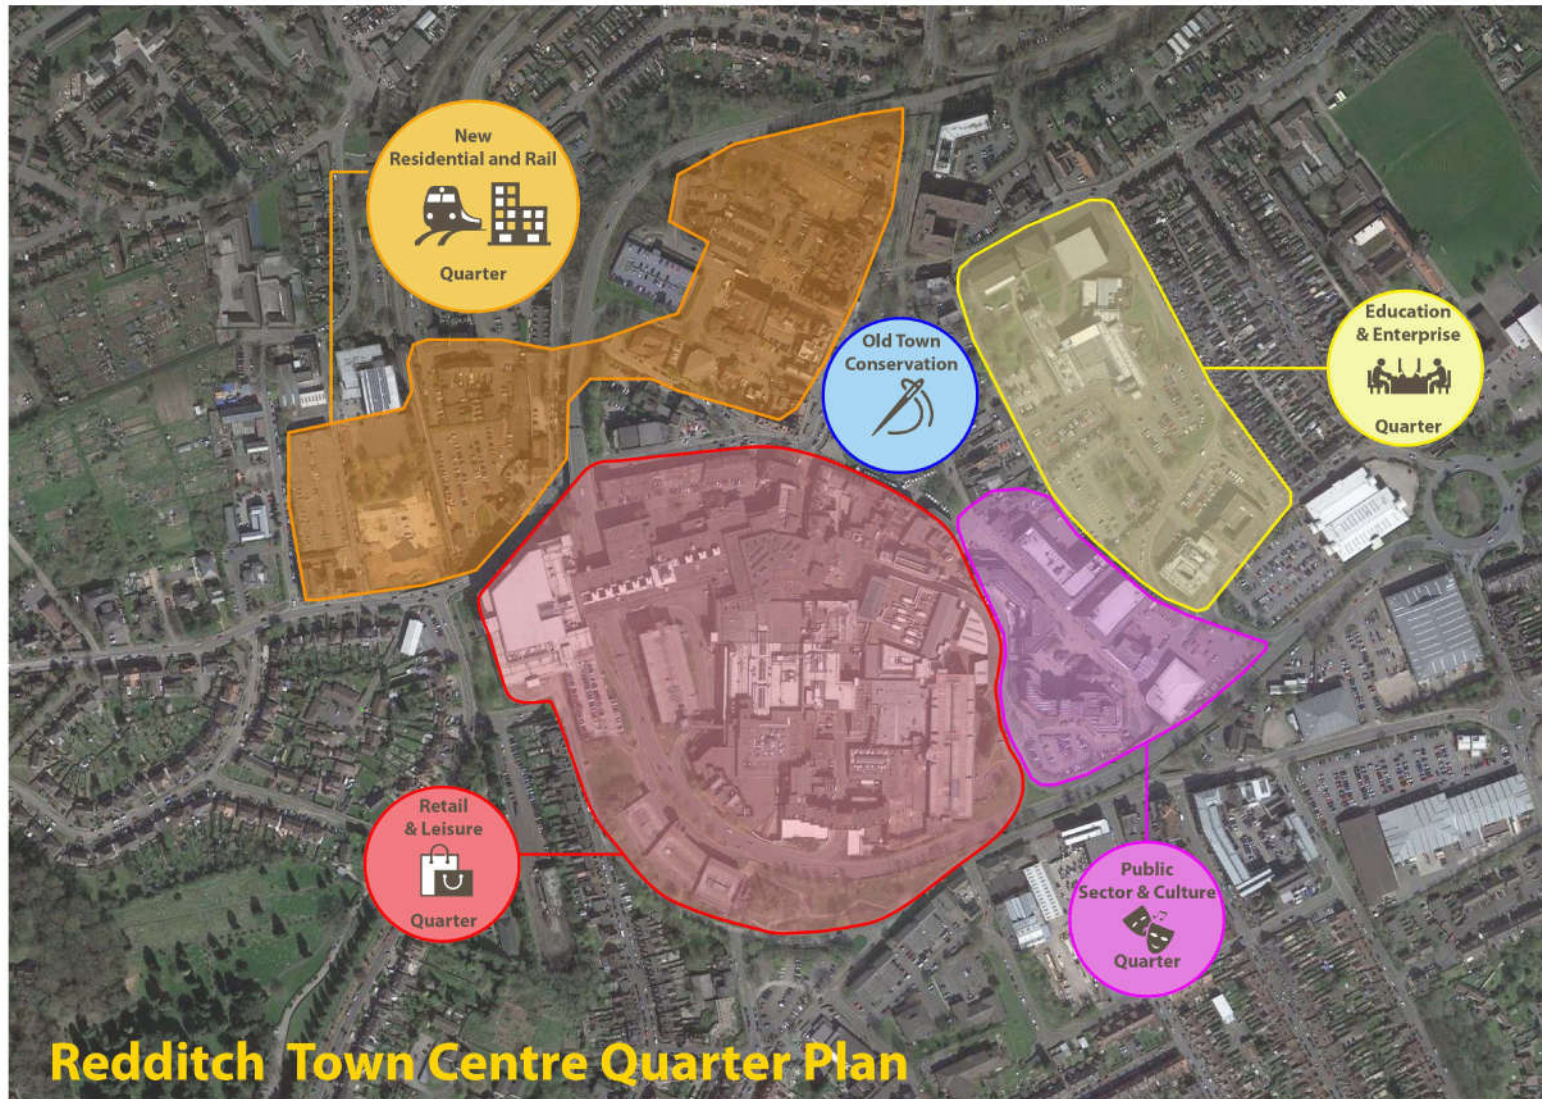 New
Residential and Rail
Quarter
Old Town
Conservation
Education
& Enterprise
Quarter
Retail
& Leisure
Quarter
Public
Sector & Culture
Quarter
Redditch Town Centre Quarter Plan